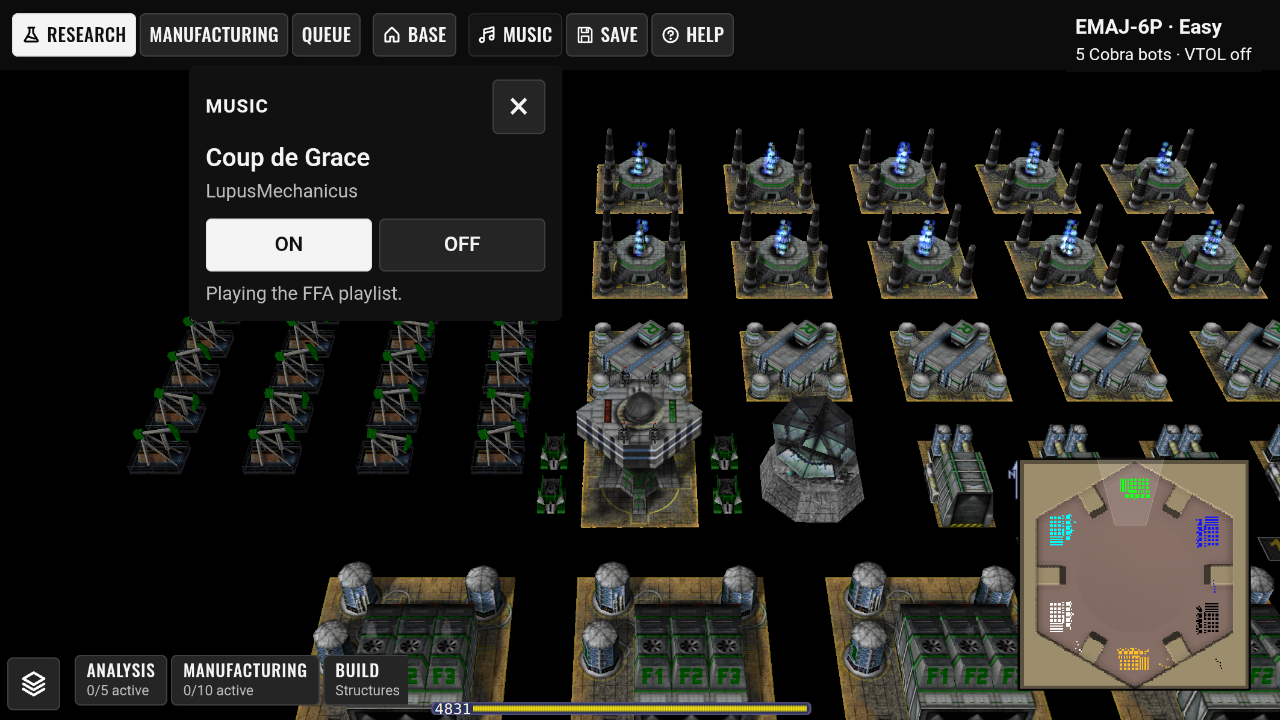 RESEARCH
MANUFACTURING
QUEUE
BASE
MUSIC
SAVE
HELP
EMAJ-6P · Easy
5 Cobra bots · VTOL off
MUSIC
Coup de Grace
LupusMechanicus
ON
OFF
Playing the FFA playlist.
N
ANALYSIS
0/5 active
MANUFACTURING
0/10 active
BUILD
Structures
4831
F3
F1 F2 F3
F1 F2